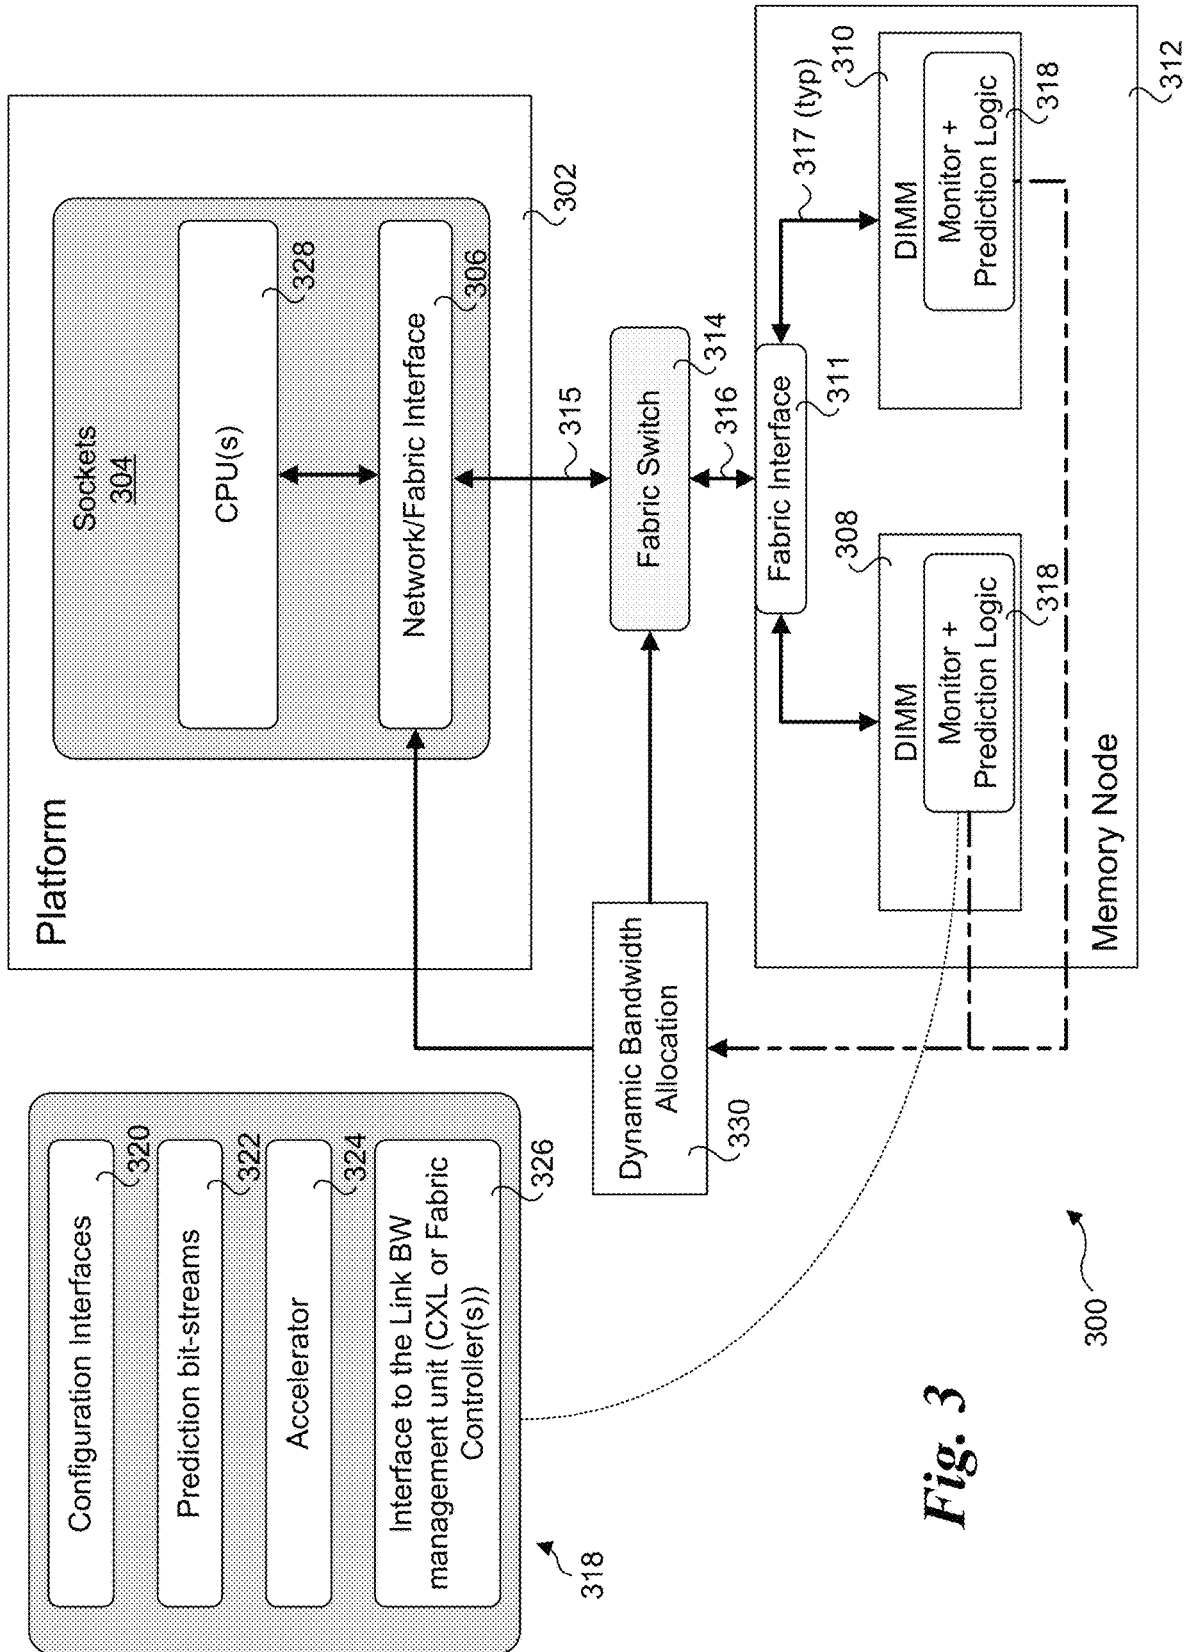 Configuration Interfaces
320
Prediction bit-streams
322
Accelerator
324
Interface to the Link BW
management unit (CXL or Fabric
Controller(s))
326
318
Platform
Sockets
304
CPU(s)
328
Network/Fabric Interface
306
302
315
Dynamic Bandwidth
Allocation
330
Fabric Switch
314
316
Fabric Interface
311
317 (typ)
308
DIMM
Monitor +
Prediction Logic
318
310
DIMM
Monitor +
Prediction Logic
318
Memory Node
312
300
Fig. 3